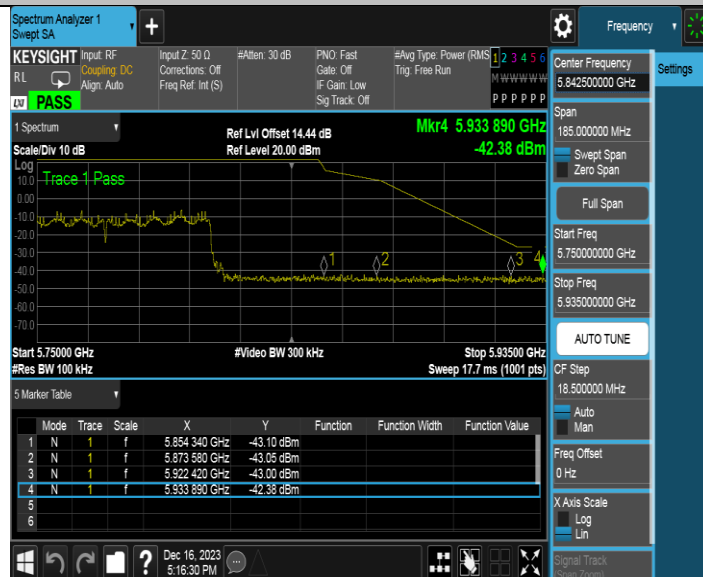 Spectrum Analyzer 1
Swept SA
+
Frequency
KEYSIGHT
RL
LXI PASS
Input: RF
Coupling: DC
Align: Auto
Input Z: 50 Ω
Corrections: Off
Freq Ref: Int (S)
#Atten: 30 dB
PNO: Fast
Gate: Off
IF Gain: Low
Sig Track: Off
#Avg Type: Power (RMS
Trig: Free Run
1 2 3 4 5 6
M W W W W W
P P P P P P
Center Frequency
5.842500000 GHz
Settings
Span
185.000000 MHz
Swept Span
Zero Span
Full Span
Start Freq
5.750000000 GHz
Stop Freq
5.935000000 GHz
AUTO TUNE
CF Step
18.500000 MHz
Auto
Man
Freq Offset
0 Hz
X Axis Scale
Log
Lin
Signal Track
(Span Zoom)
1 Spectrum
Scale/Div 10 dB
Ref Lvl Offset 14.44 dB
Ref Level 20.00 dBm
Mkr4 5.933 890 GHz
-42.38 dBm
Log
Trace 1 Pass
10.0
0.00
-10.0
-20.0
-30.0
-40.0
-50.0
-60.0
-70.0
1
2
3
4
Start 5.75000 GHz
#Video BW 300 kHz
Stop 5.93500 GHz
#Res BW 100 kHz
Sweep 17.7 ms (1001 pts)
5 Marker Table
Mode Trace Scale X Y Function Function Width Function Value
1 N 1 f 5.854 340 GHz -43.10 dBm
2 N 1 f 5.873 580 GHz -43.05 dBm
3 N 1 f 5.922 420 GHz -43.00 dBm
4 N 1 f 5.933 890 GHz -42.38 dBm
5
6
?
Dec 16, 2023
5:16:30 PM